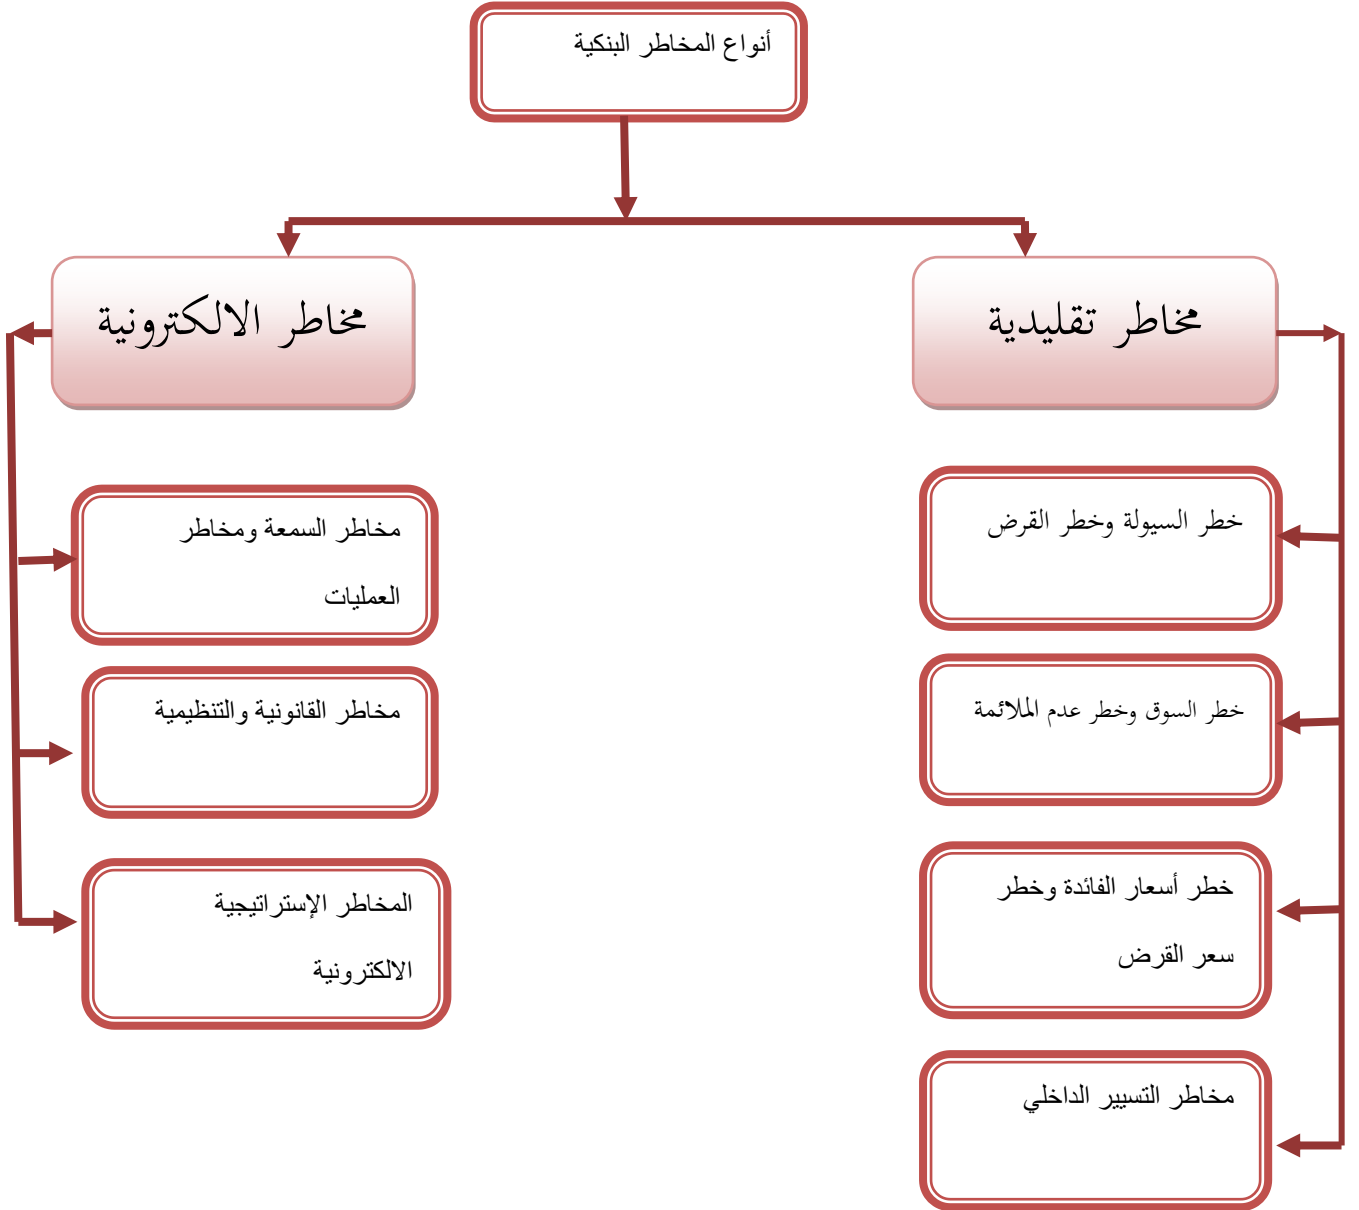 أنواع المخاطر البنكية
مخاطر تقليدية
مخاطر الالكترونية
خطر السيولة وخطر القرض
خطر السوق وخطر عدم الملائمة
خطر أسعار الفائدة وخطر
سعر القرض
مخاطر التسيير الداخلي
مخاطر السمعة ومخاطر
العمليات
مخاطر القانونية والتنظيمية
المخاطر الإستراتيجية
الالكترونية